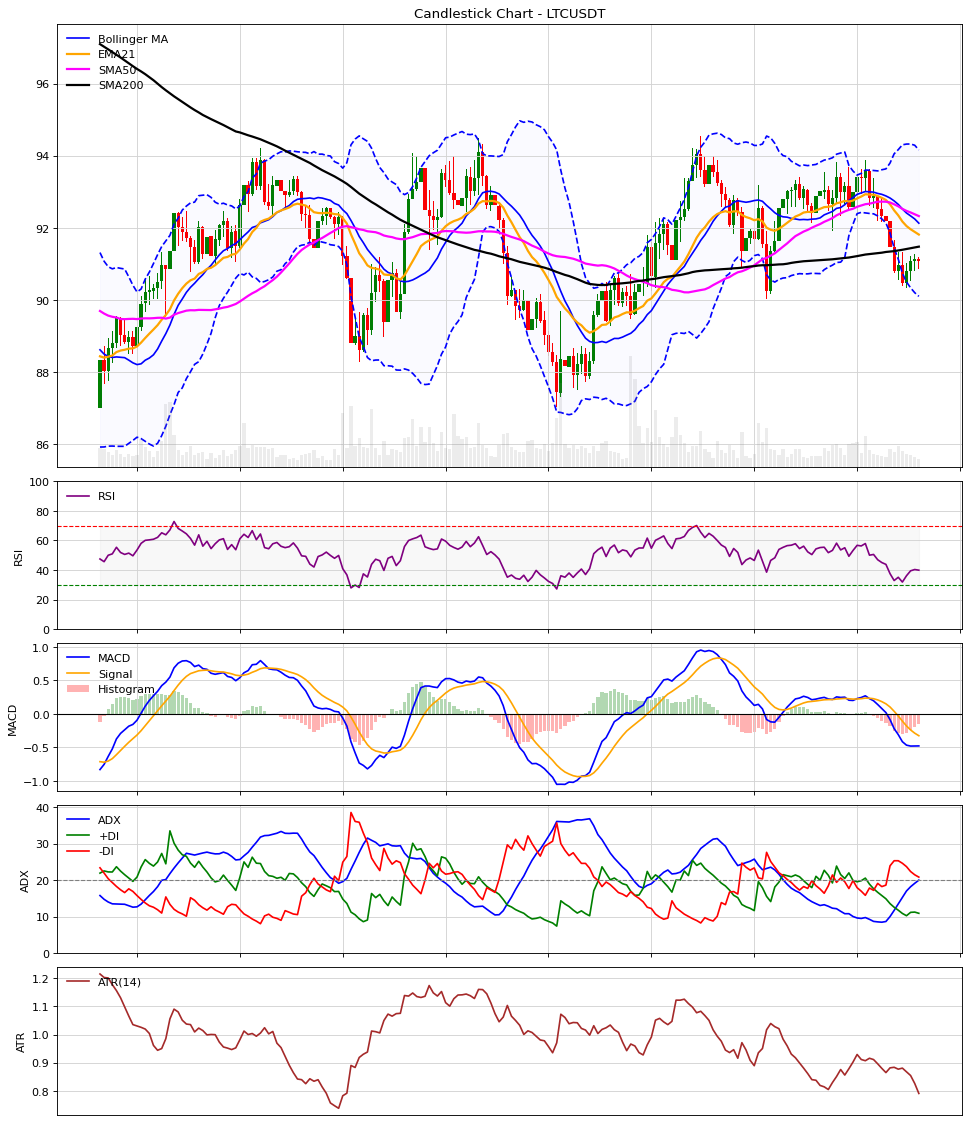 Candlestick Chart - LTCUSDT
Bollinger MA
EMA21
SMA50
SMA200
96
94
92
90
88
86
RSI
100
80
60
40
20
0
RSI
MACD
Signal
Histogram
1.0
0.5
0.0
−0.5
−1.0
MACD
ADX
+DI
-DI
40
30
20
10
0
ADX
ATR(14)
1.2
1.1
1.0
0.9
0.8
ATR